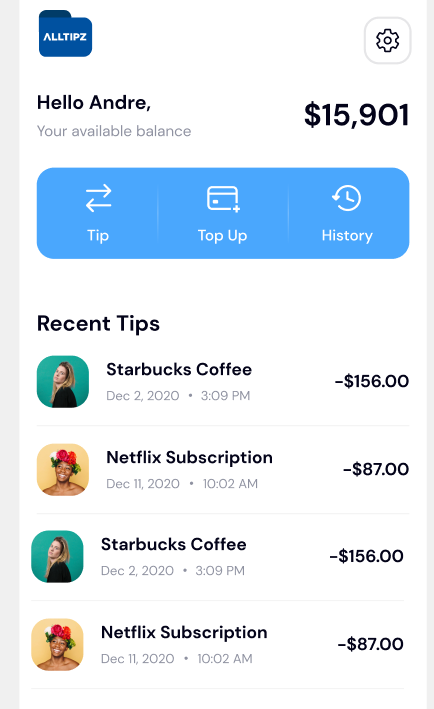 ALLTIPZ
Hello Andre,
$15,901
Your available balance
Tip
Top Up
History
Recent Tips
Starbucks Coffee
-$156.00
Dec 2, 2020 • 3:09 PM
Netflix Subscription
-$87.00
Dec 11, 2020 • 10:02 AM
Starbucks Coffee
-$156.00
Dec 2, 2020 • 3:09 PM
Netflix Subscription
-$87.00
Dec 11, 2020 • 10:02 AM